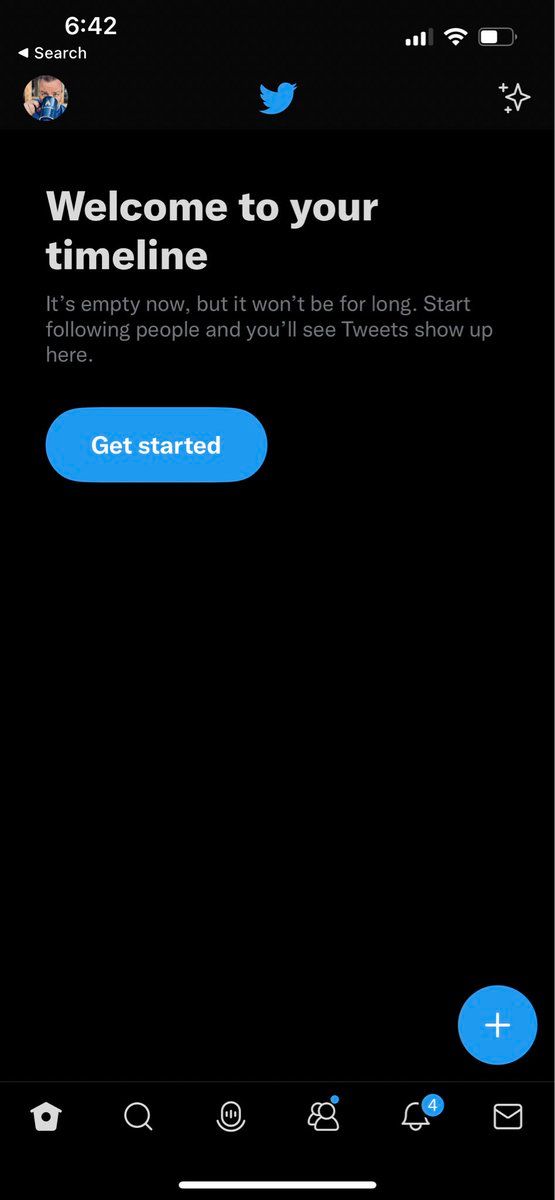 6:42
◀ Search
Welcome to your
timeline
It’s empty now, but it won’t be for long. Start
following people and you’ll see Tweets show up
here.
Get started
4